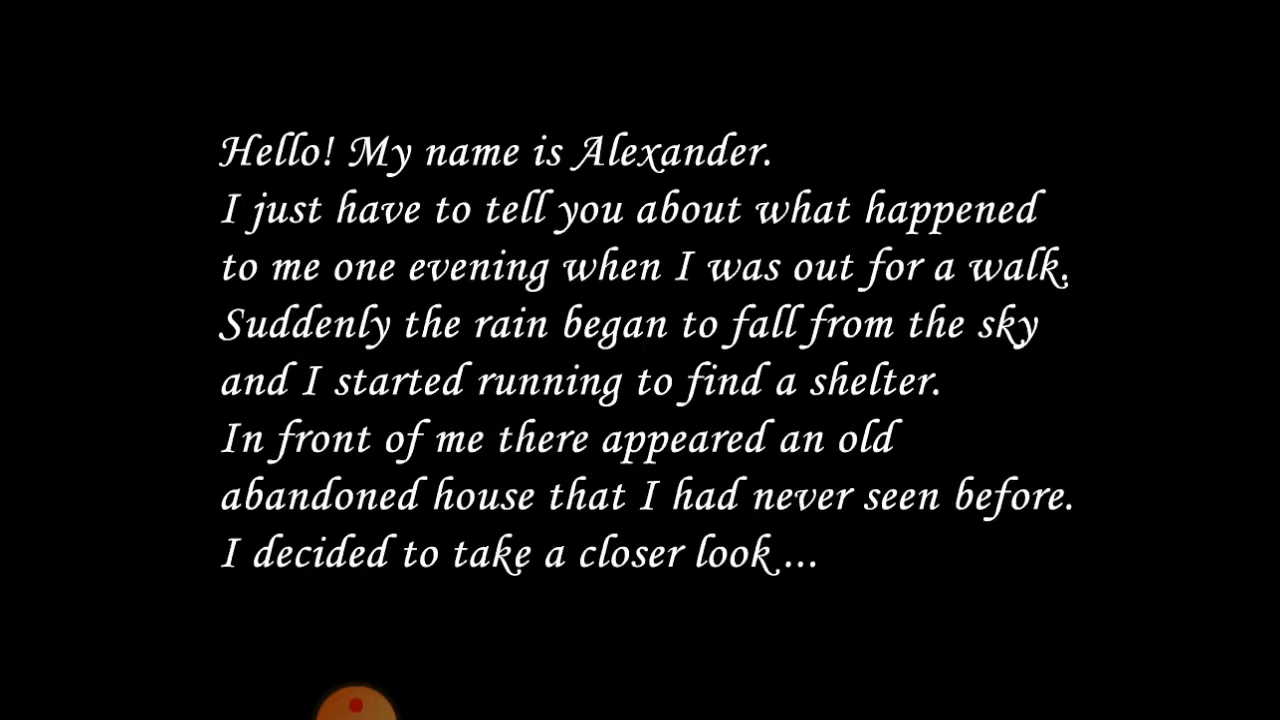 Hello! My name is Alexander.
I just have to tell you about what happened
to me one evening when I was out for a walk.
Suddenly the rain began to fall from the sky
and I started running to find a shelter.
In front of me there appeared an old
abandoned house that I had never seen before.
I decided to take a closer look ...